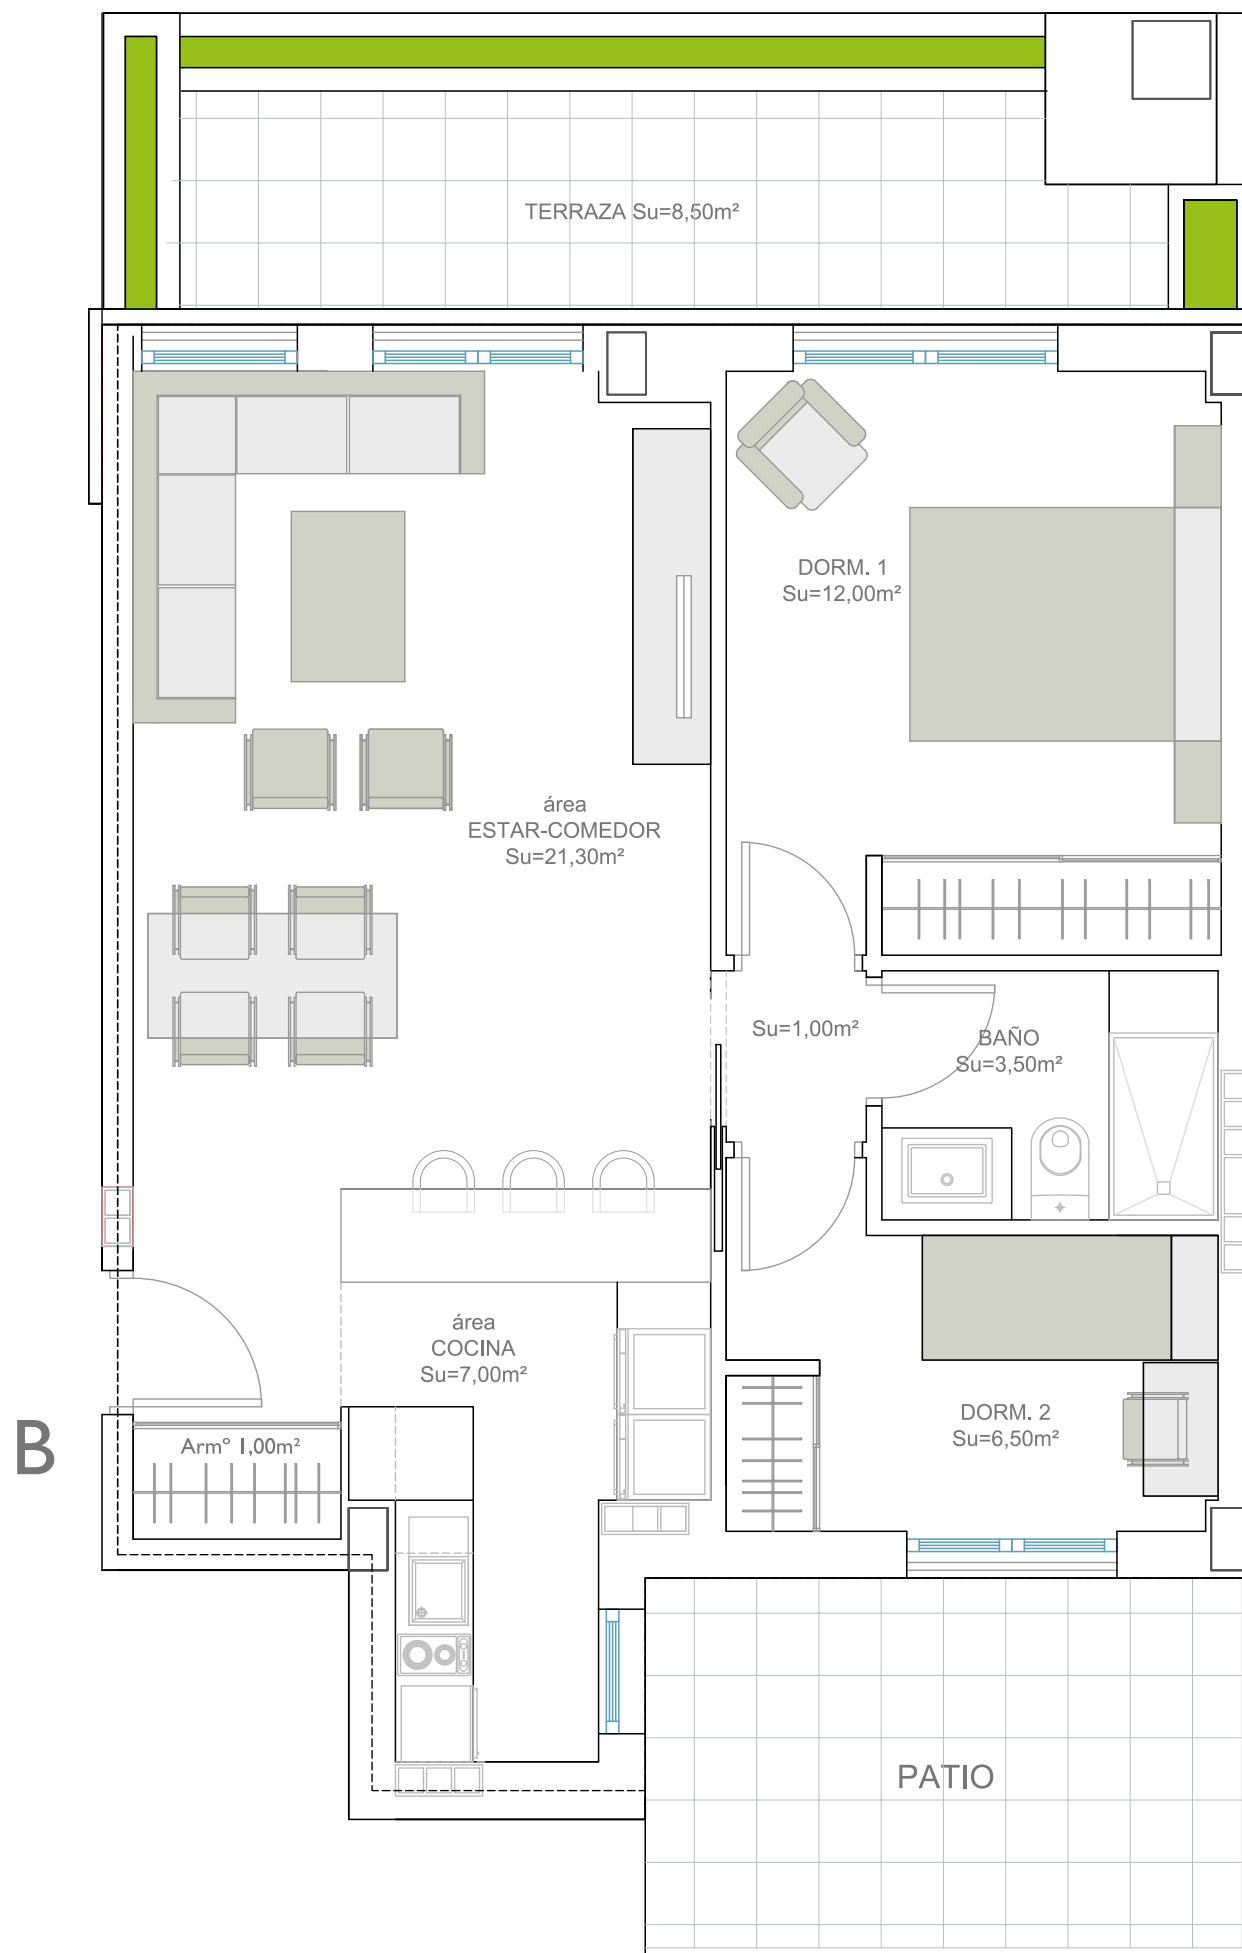 TERRAZA Su=8,50m²
DORM. 1
Su=12,00m²
área
ESTAR-COMEDOR
Su=21,30m²
Su=1,00m²
BAÑO
Su=3,50m²
área
COCINA
Su=7,00m²
DORM. 2
Su=6,50m²
B
Armº 1,00m²
PATIO